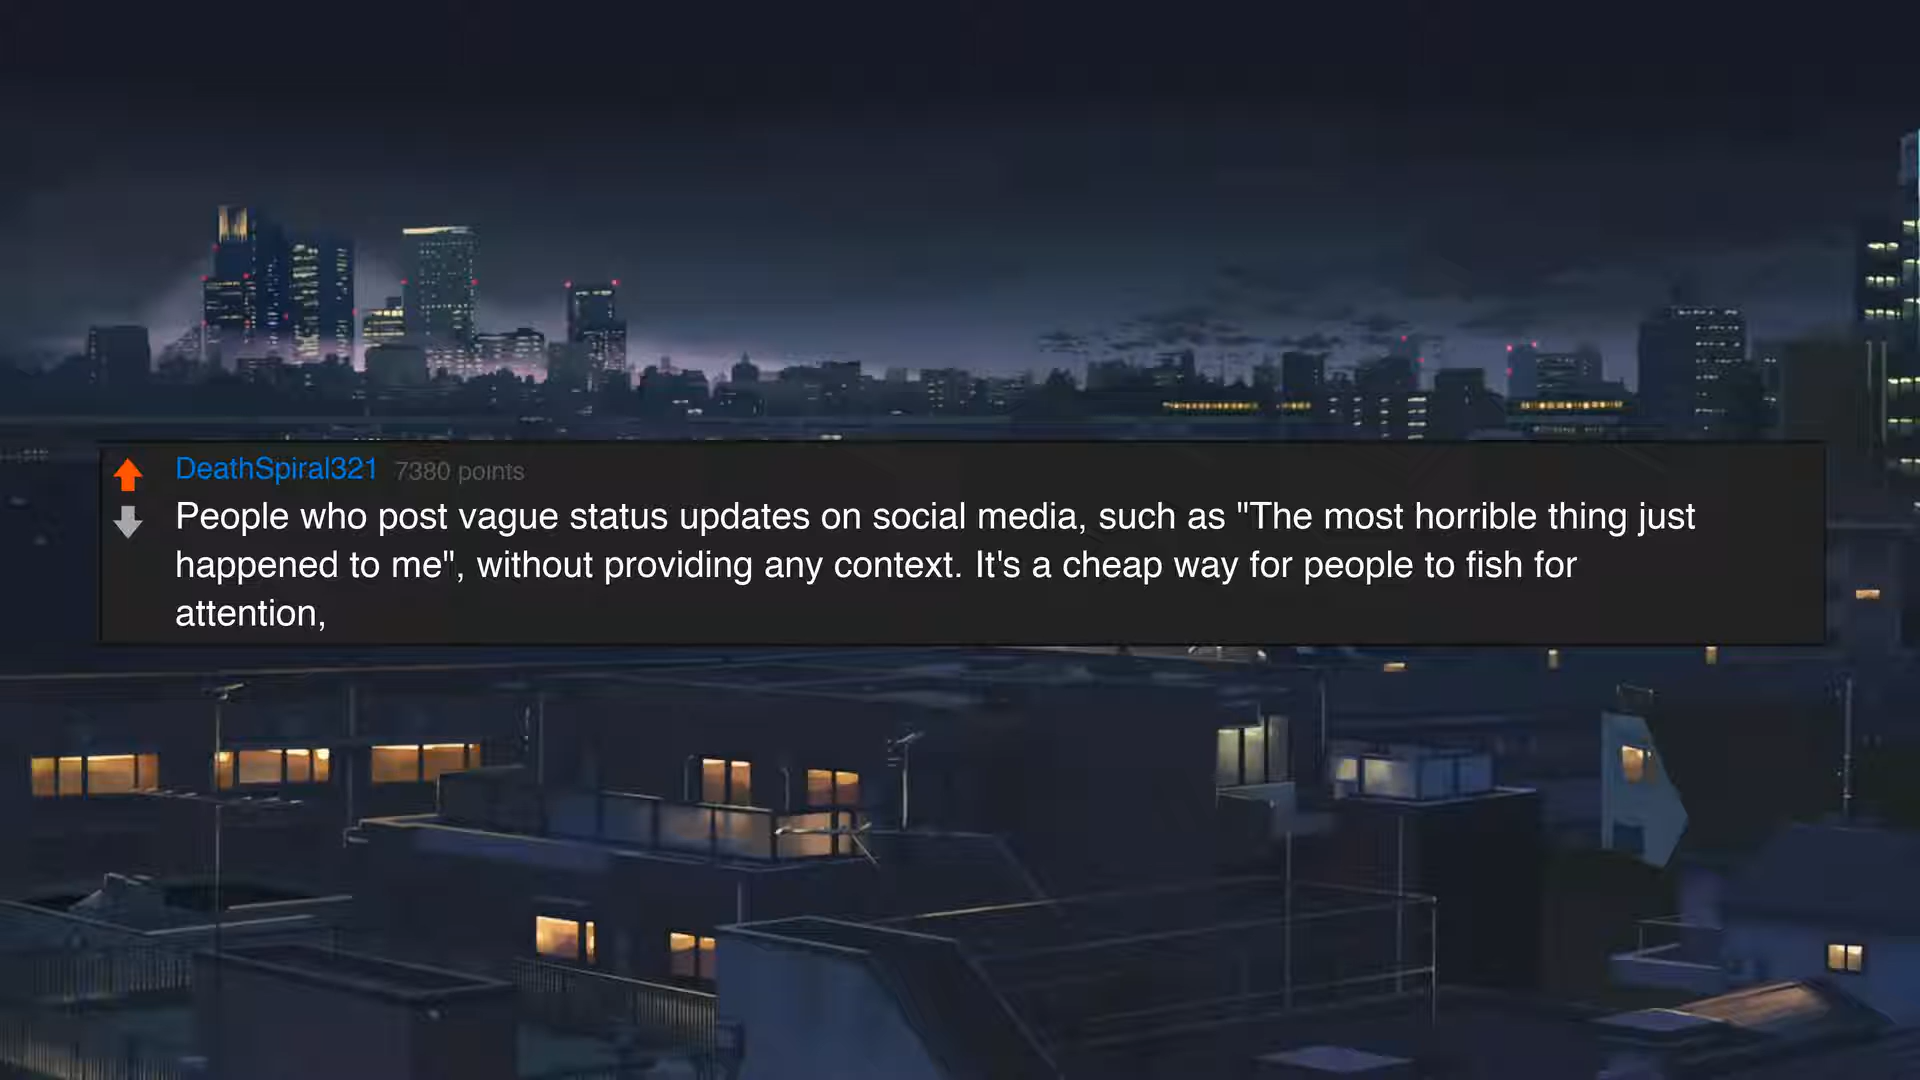 DeathSpiral321 7380 points
People who post vague status updates on social media, such as "The most horrible thing just
happened to me", without providing any context. It's a cheap way for people to fish for
attention,